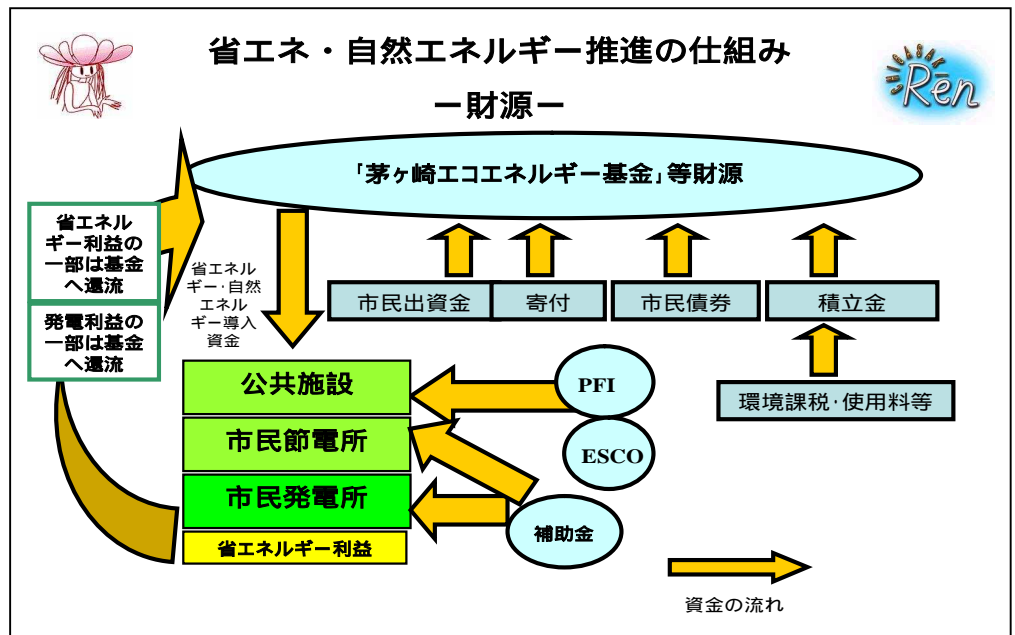 省エネ・自然エネルギー推進の仕組み
ー財源ー
CHIGASAKI
Ren
「茅ヶ崎エコエネルギー基金」等財源
省エネル
ギー利益の
一部は基金
へ還流
発電利益の
一部は基金
へ還流
省エネル
ギー・自然
エネル
ギー導入
資金
市民出資金
寄付
市民債券
積立金
環境課税・使用料等
公共施設
市民節電所
市民発電所
省エネルギー利益
PFI
ESCO
補助金
資金の流れ